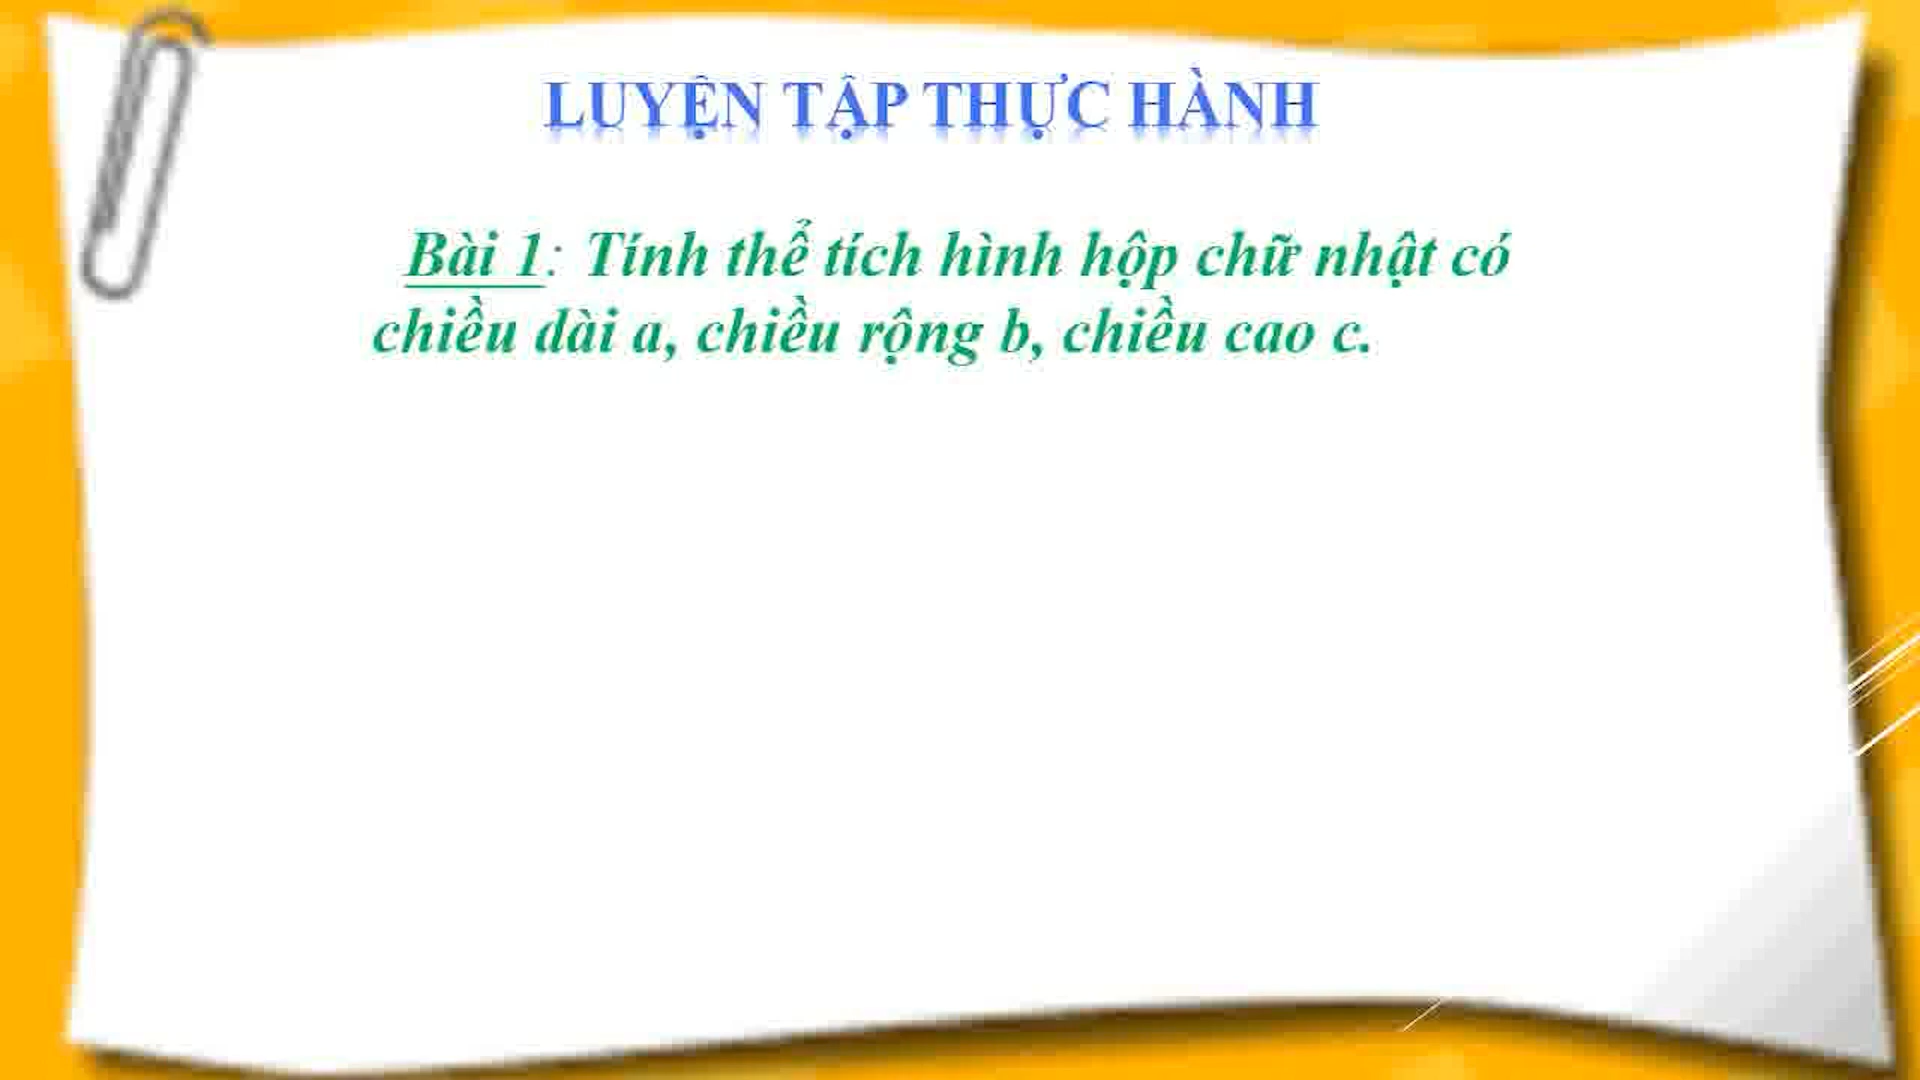 LUYỆN TẬP THỰC HÀNH
Bài 1: Tính thể tích hình hộp chữ nhật có
chiều dài a, chiều rộng b, chiều cao c.